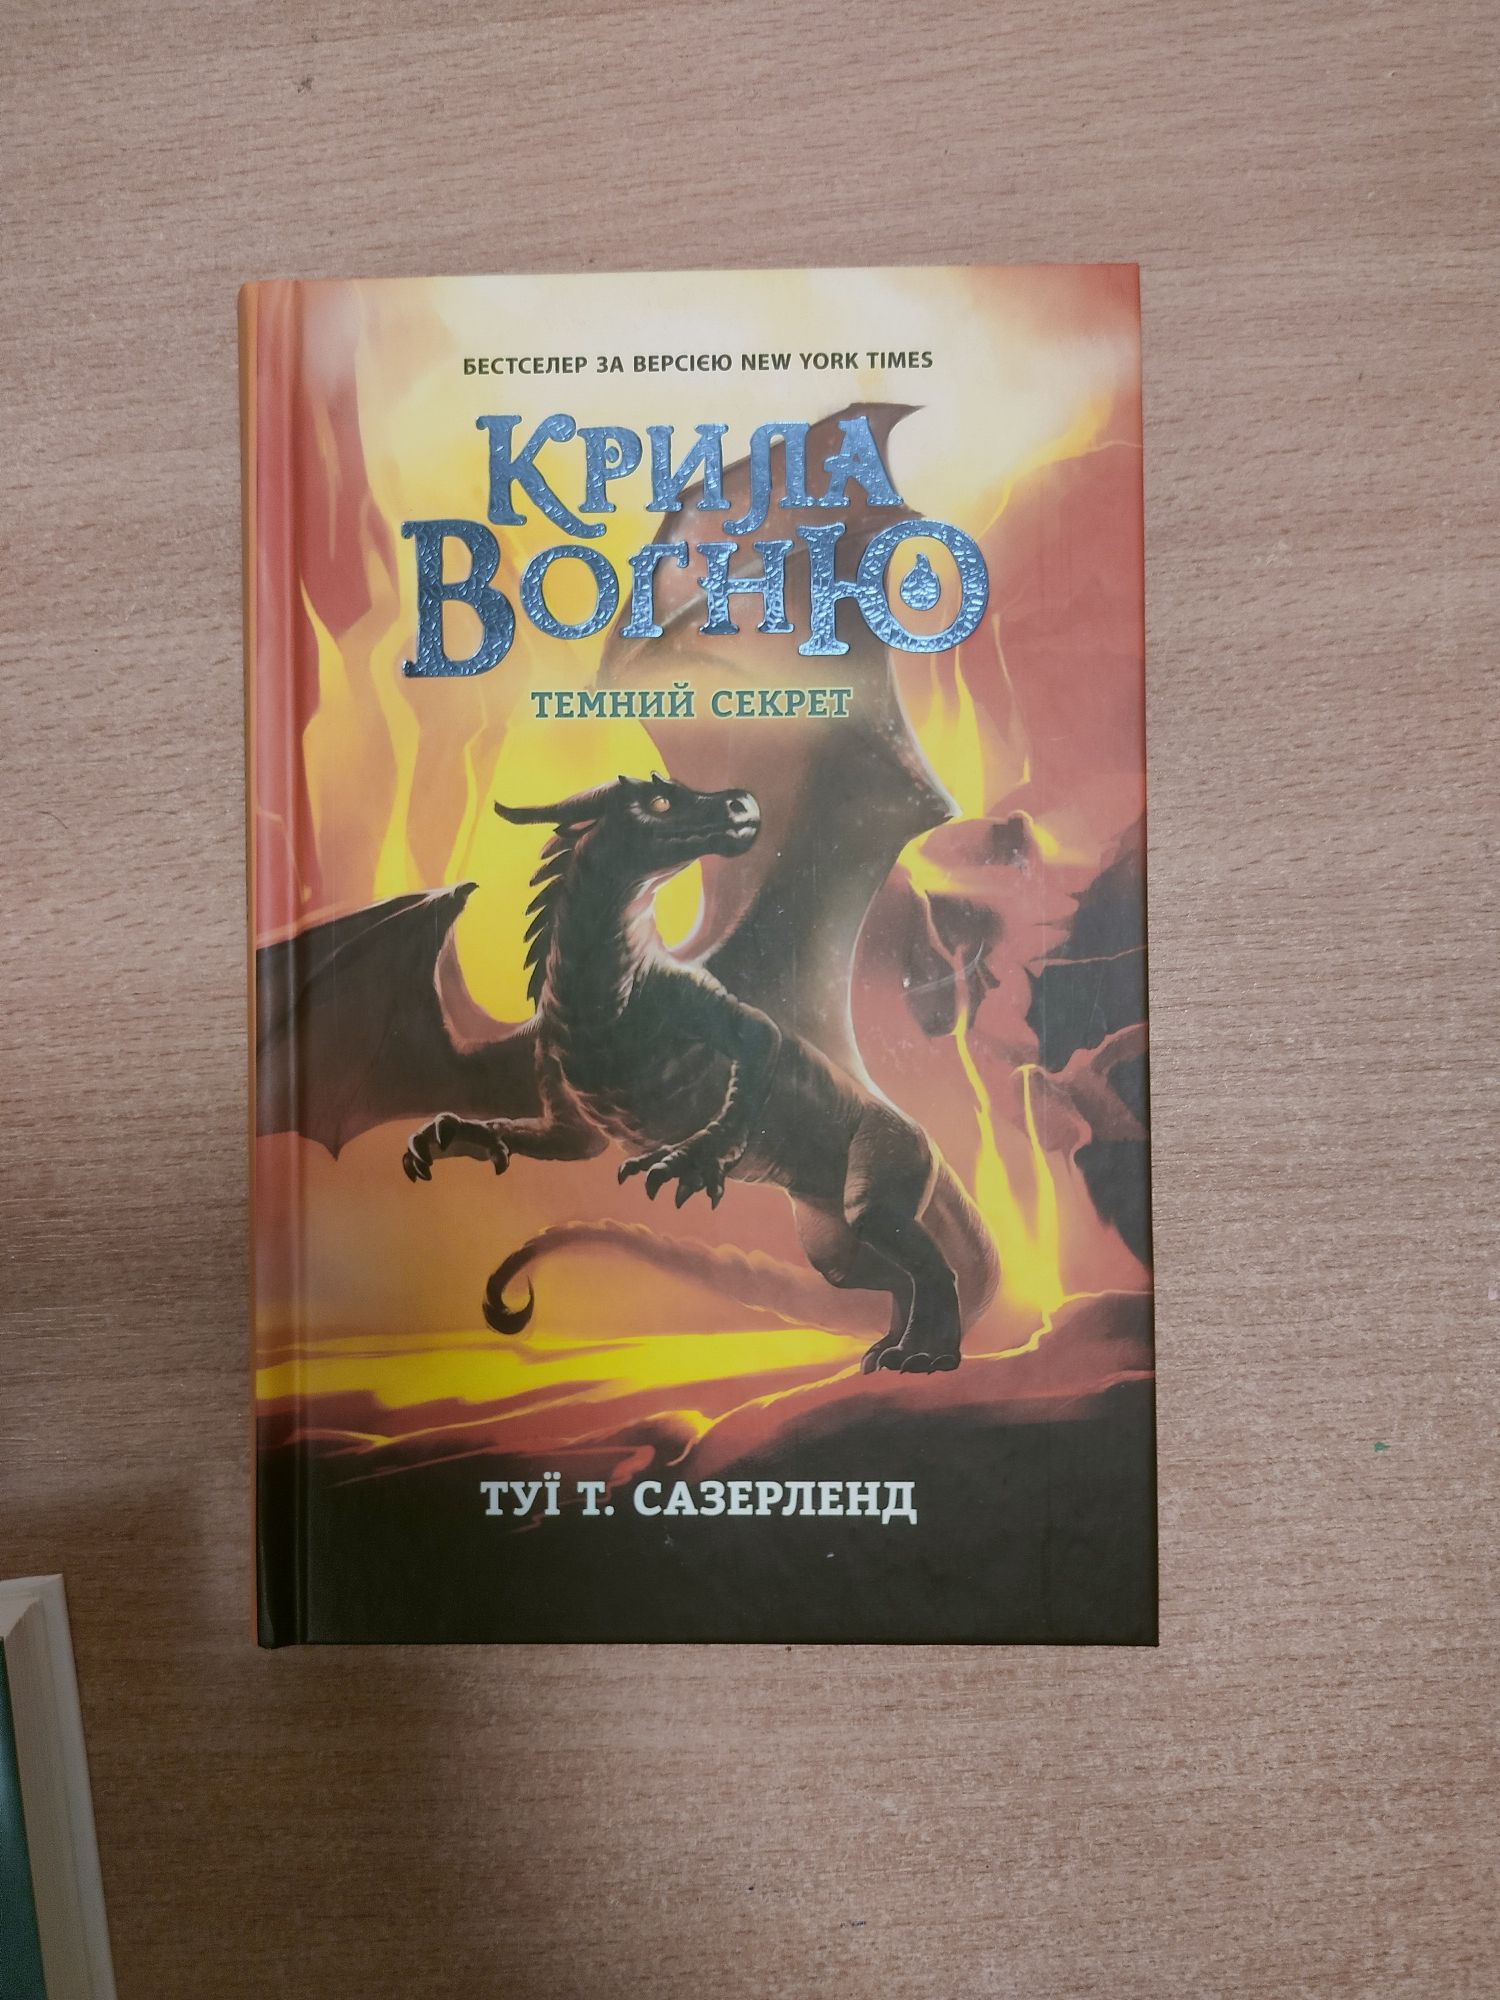 БЕСТСЕЛЕР ЗА ВЕРСІЄЮ NEW YORK TIMES
КРИЛА
ВОГНЮ
ТЕМНИЙ СЕКРЕТ
ТУЇ Т. САЗЕРЛЕНД